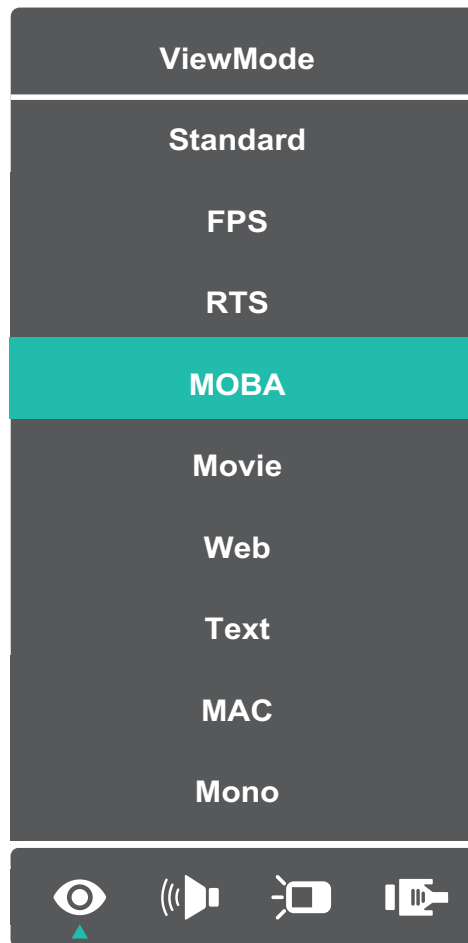 ViewMode
Standard
FPS
RTS
MOBA
Movie
Web
Text
MAC
Mono